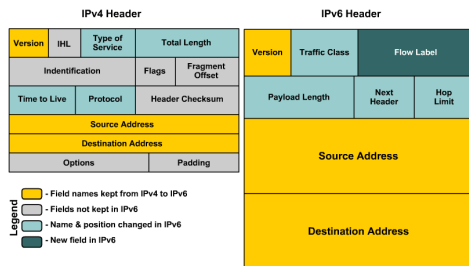 IPv4 Header
Version IHL Type of Service Total Length
Indentification Flags Fragment Offset
Time to Live Protocol Header Checksum
Source Address
Destination Address
Options Padding
Legend
- Field names kept from IPv4 to IPv6
- Fields not kept in IPv6
- Name & position changed in IPv6
- New field in IPv6
IPv6 Header
Version Traffic Class Flow Label
Payload Length Next Header Hop Limit
Source Address
Destination Address